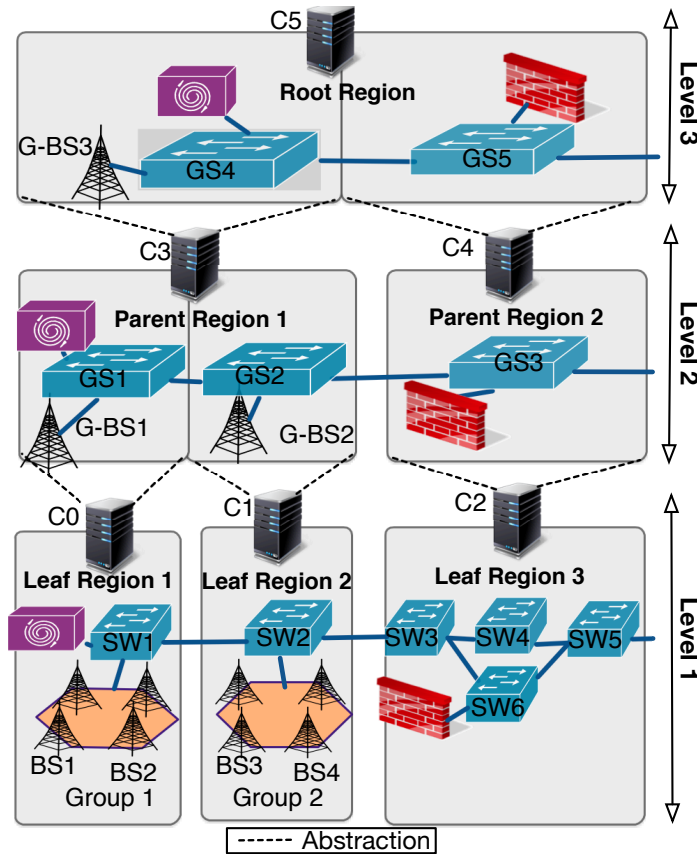 C5
Root Region
G-BS3
GS4
GS5
Level 3
C3
C4
Parent Region 1
Parent Region 2
GS1
GS2
GS3
G-BS1
G-BS2
Level 2
C0
C1
C2
Leaf Region 1
Leaf Region 2
Leaf Region 3
SW1
SW2
SW3
SW4
SW5
SW6
BS1
BS2
BS3
BS4
Group 1
Group 2
Level 1
Abstraction